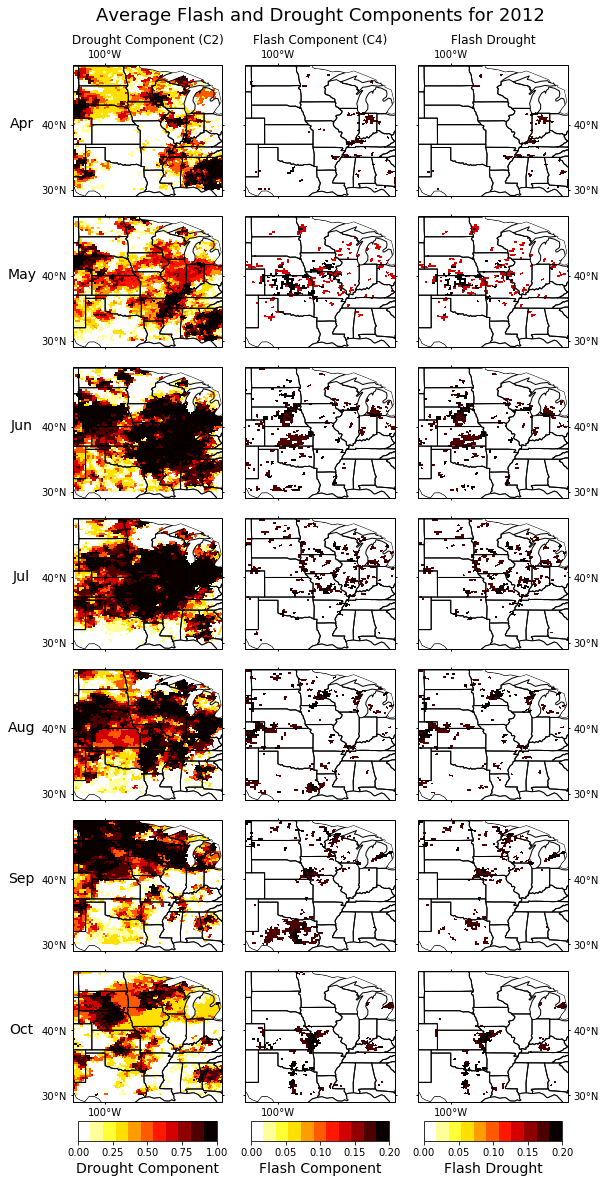 Average Flash and Drought Components for 2012
Drought Component (C2) Flash Component (C4) Flash Drought
100°W 100°W 100°W
Apr 40°N 40°N
30°N 30°N
May 40°N 40°N
30°N 30°N
Jun 40°N 40°N
30°N 30°N
Jul 40°N 40°N
30°N 30°N
Aug 40°N 40°N
30°N 30°N
Sep 40°N 40°N
30°N 30°N
Oct 40°N 40°N
30°N 30°N
100°W 100°W 100°W
0.00 0.25 0.50 0.75 1.00 0.00 0.05 0.10 0.15 0.20 0.00 0.05 0.10 0.15 0.20
Drought Component Flash Component Flash Drought